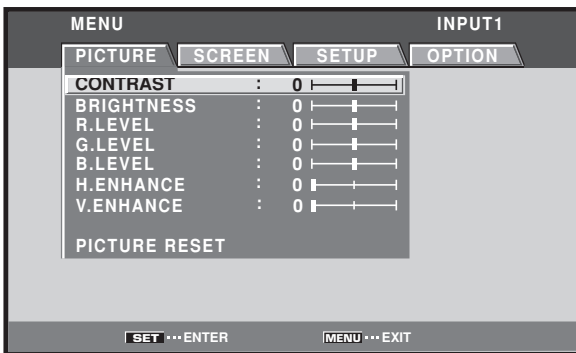 MENU INPUT1
PICTURE SCREEN SETUP OPTION
CONTRAST : 0
BRIGHTNESS : 0
R.LEVEL : 0
G.LEVEL : 0
B.LEVEL : 0
H.ENHANCE : 0
V.ENHANCE : 0
PICTURE RESET
SET ··· ENTER MENU ··· EXIT